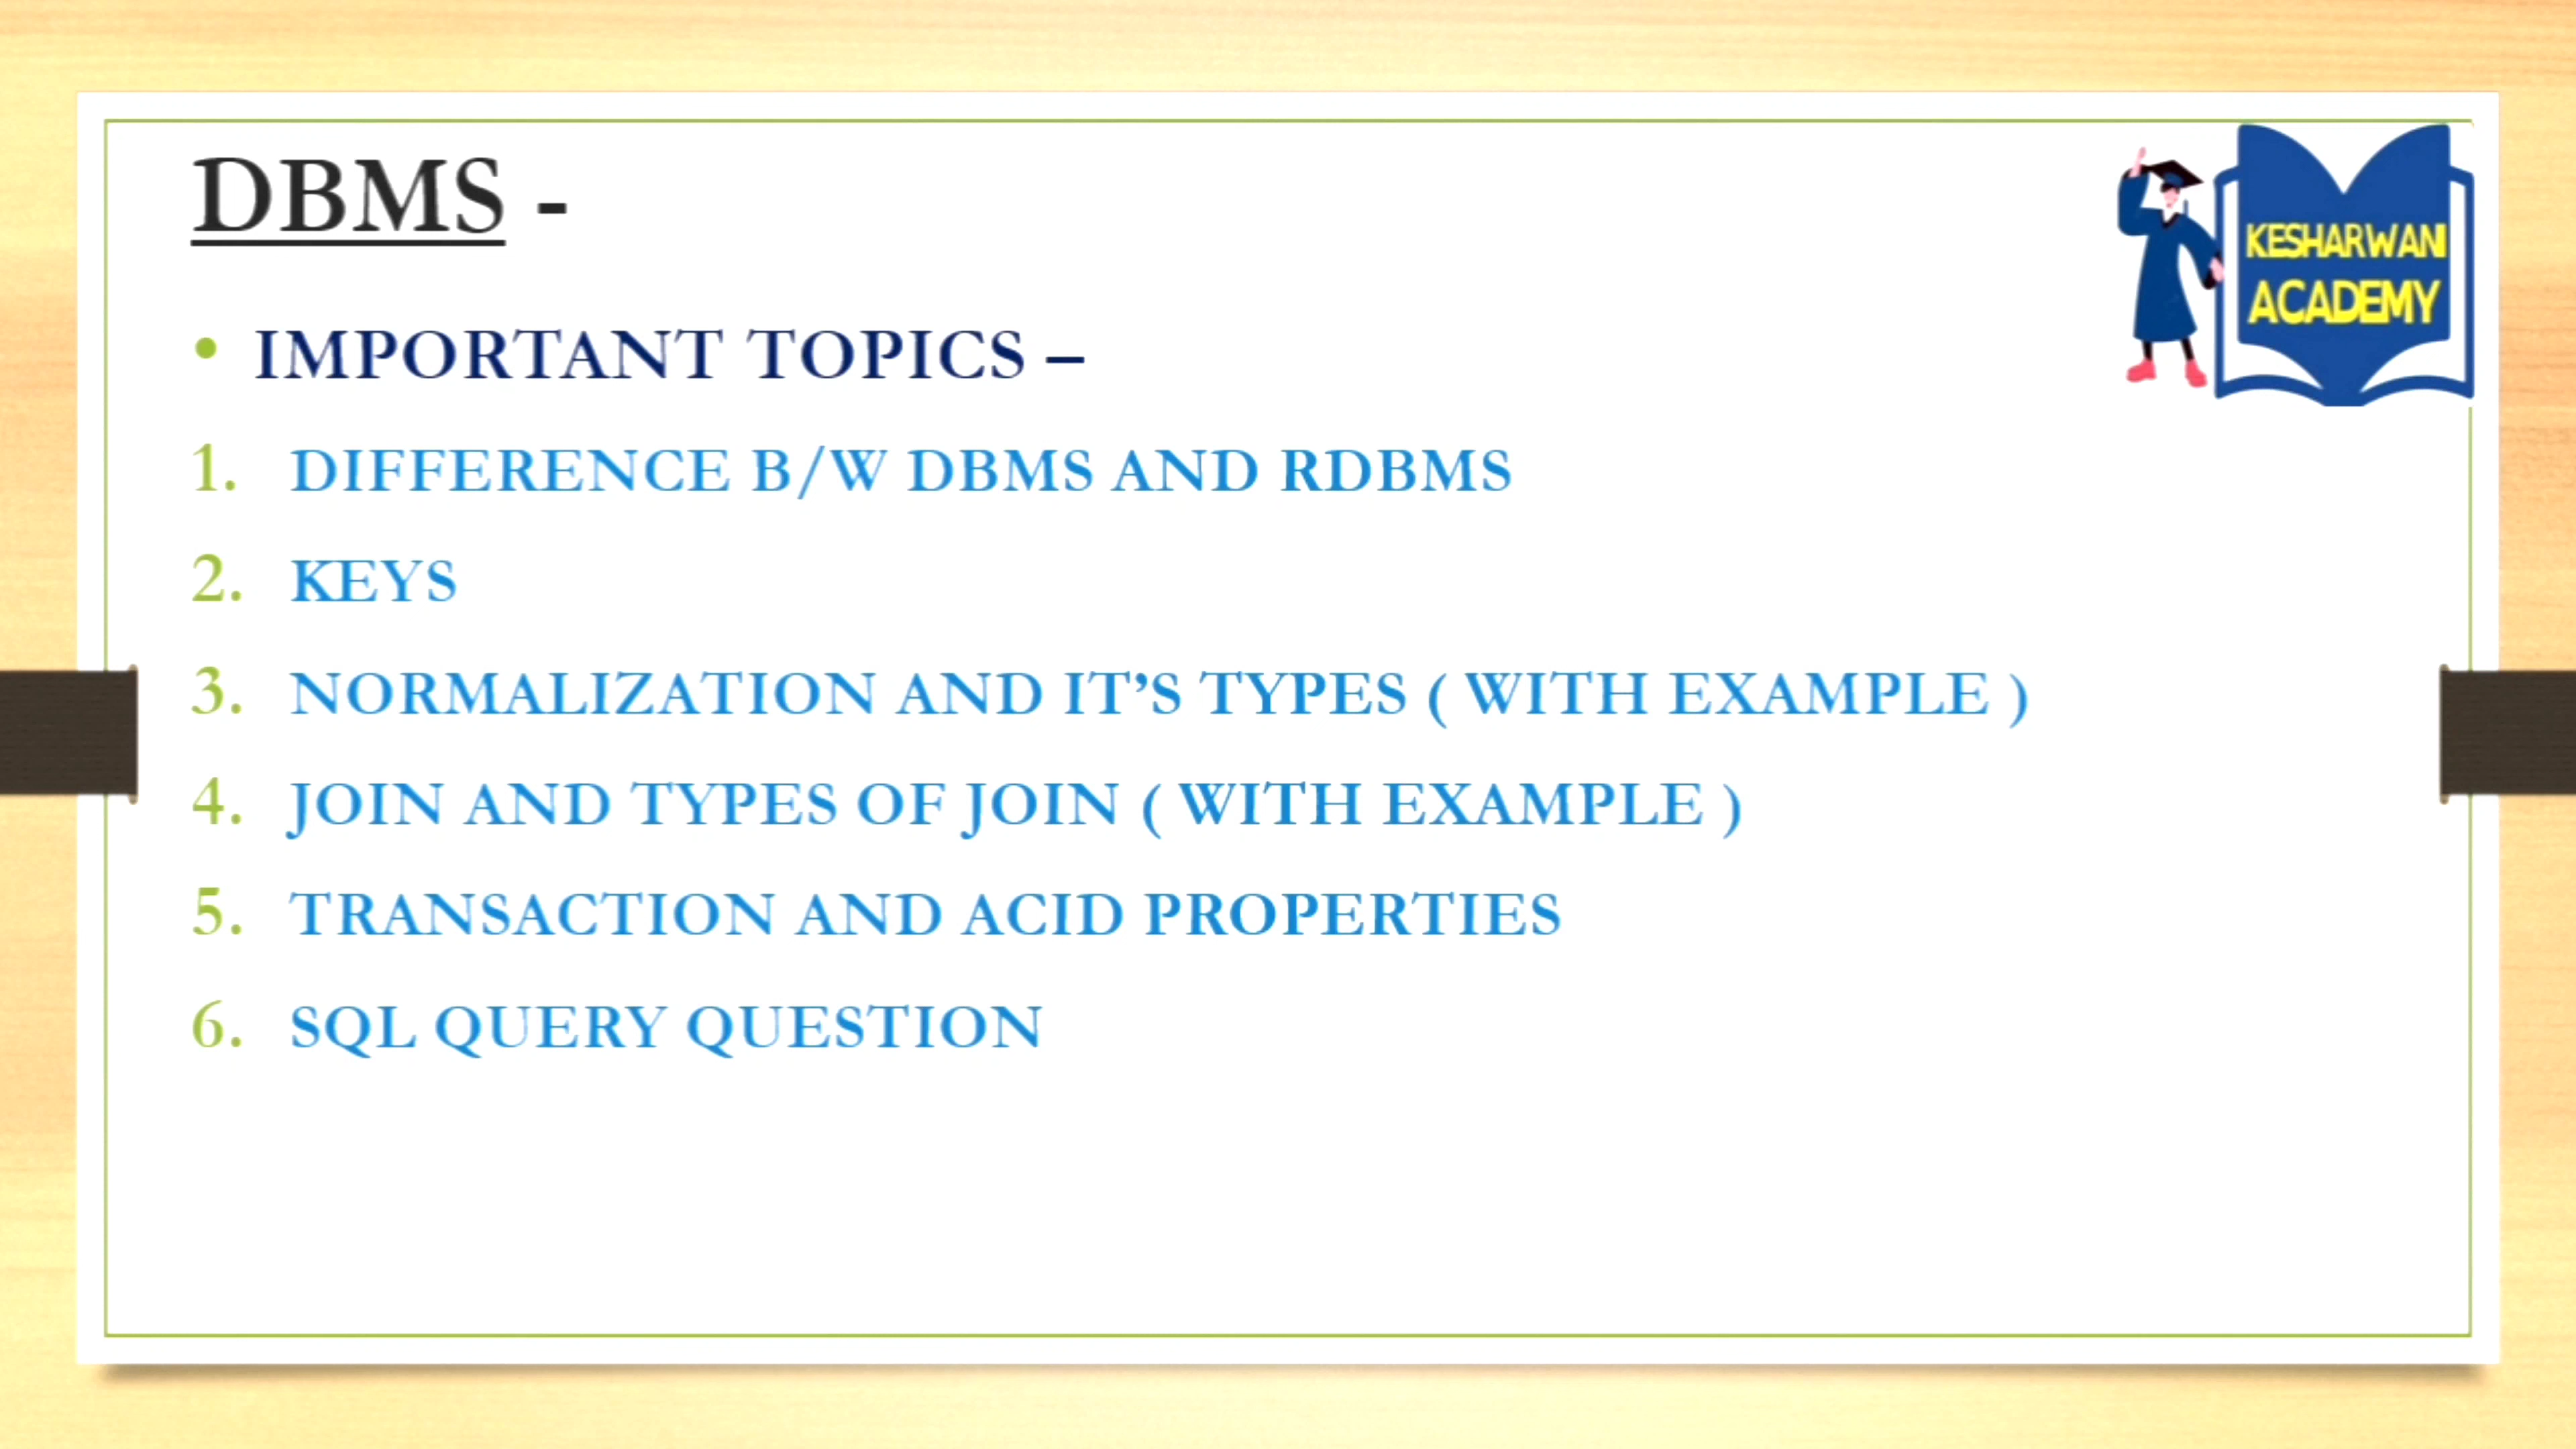 DBMS -
KESHARWANI
ACADEMY
• IMPORTANT TOPICS –
1. DIFFERENCE B/W DBMS AND RDBMS
2. KEYS
3. NORMALIZATION AND IT’S TYPES ( WITH EXAMPLE )
4. JOIN AND TYPES OF JOIN ( WITH EXAMPLE )
5. TRANSACTION AND ACID PROPERTIES
6. SQL QUERY QUESTION